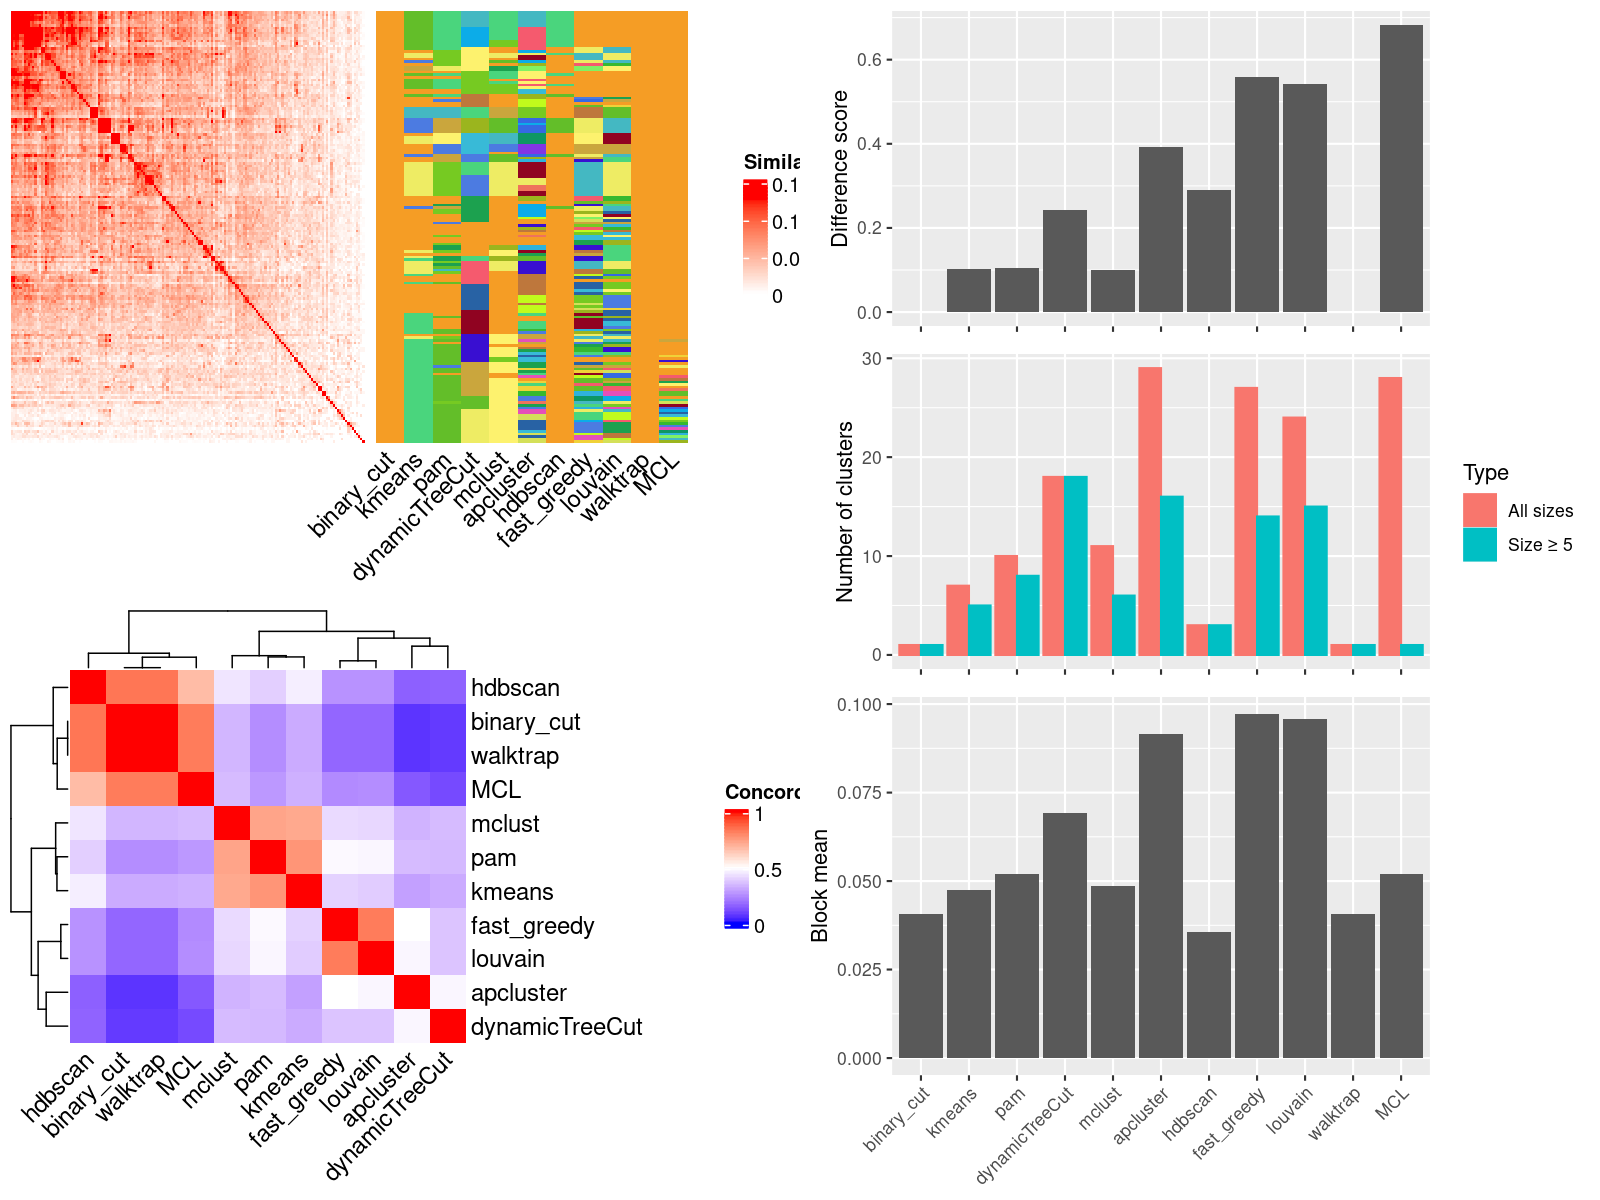 Simila
0.1
0.1
0.0
0
binary_cut
kmeans
pam
dynamicTreeCut
mclust
apcluster
hdbscan
fast_greedy
louvain
walktrap
MCL
hdbscan
binary_cut
walktrap
MCL
mclust
pam
kmeans
fast_greedy
louvain
apcluster
dynamicTreeCut
hdbscan
binary_cut
walktrap
MCL
mclust
pam
kmeans
fast_greedy
louvain
apcluster
dynamicTreeCut
Concord
1
0.5
0
Difference score
0.6
0.4
0.2
0.0
Number of clusters
30
20
10
0
Type
All sizes
Size ≥ 5
Block mean
0.100
0.075
0.050
0.025
0.000
binary_cut
kmeans
pam
dynamicTreeCut
mclust
apcluster
hdbscan
fast_greedy
louvain
walktrap
MCL